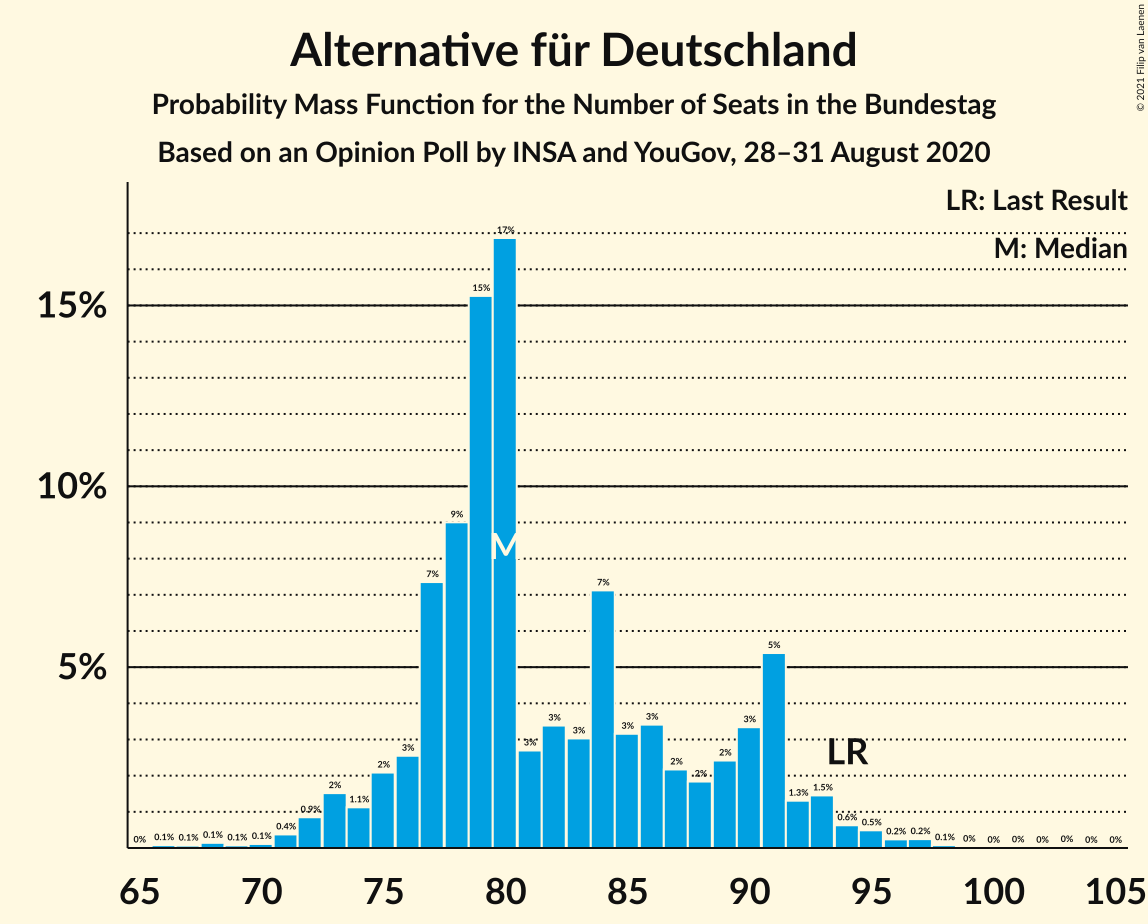 Alternative für Deutschland
Probability Mass Function for the Number of Seats in the Bundestag
Based on an Opinion Poll by INSA and YouGov, 28–31 August 2020
© 2021 Filip van Laenen
LR: Last Result
M: Median
15%
10%
5%
0% 0.1% 0.1% 0.1% 0.1% 0.1% 0.4% 0.9% 2% 1.1% 2% 3% 7% 9% 15% 17% 3% 3% 3% 7% 3% 3% 2% 2% 2% 3% 5% 1.3% 1.5% 0.6% 0.5% 0.2% 0.2% 0.1% 0% 0% 0% 0% 0% 0% 0%
M
LR
65 70 75 80 85 90 95 100 105